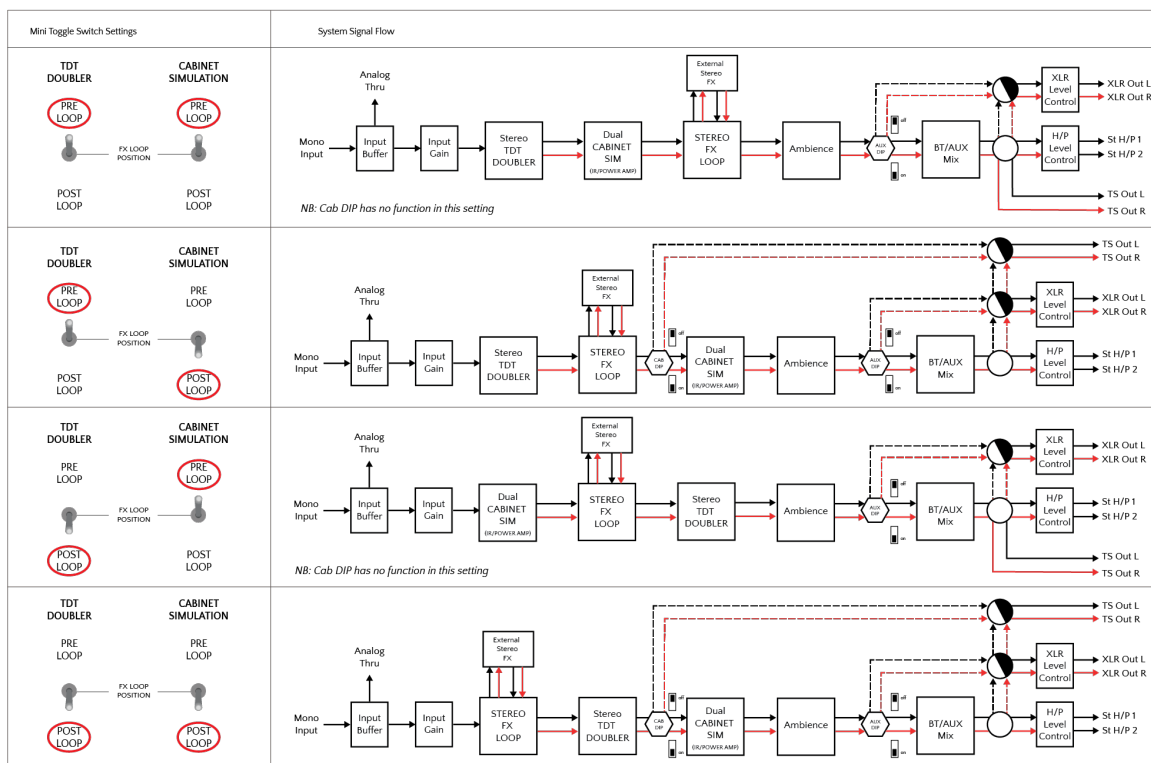 Mini Toggle Switch Settings
System Signal Flow
TDT
DOUBLER
CABINET
SIMULATION
PRE
LOOP
PRE
LOOP
FX LOOP
POSITION
POST
LOOP
POST
LOOP
Mono
Input
Analog
Thru
Input
Buffer
Input
Gain
Stereo
TDT
DOUBLER
Dual
CABINET
SIM
(IR/POWER AMP)
External
Stereo
FX
STEREO
FX
LOOP
Ambience
AUX
DIP
off
on
BT/AUX
Mix
XLR
Level
Control
H/P
Level
Control
XLR Out L
XLR Out R
St H/P 1
St H/P 2
TS Out L
TS Out R
NB: Cab DIP has no function in this setting
TDT
DOUBLER
CABINET
SIMULATION
PRE
LOOP
PRE
LOOP
FX LOOP
POSITION
POST
LOOP
POST
LOOP
Mono
Input
Analog
Thru
Input
Buffer
Input
Gain
Stereo
TDT
DOUBLER
External
Stereo
FX
STEREO
FX
LOOP
CAB
DIP
off
on
Dual
CABINET
SIM
(IR/POWER AMP)
Ambience
AUX
DIP
off
on
BT/AUX
Mix
XLR
Level
Control
H/P
Level
Control
TS Out L
TS Out R
XLR Out L
XLR Out R
St H/P 1
St H/P 2
TDT
DOUBLER
CABINET
SIMULATION
PRE
LOOP
PRE
LOOP
FX LOOP
POSITION
POST
LOOP
POST
LOOP
Mono
Input
Analog
Thru
Input
Buffer
Input
Gain
Dual
CABINET
SIM
(IR/POWER AMP)
External
Stereo
FX
STEREO
FX
LOOP
Stereo
TDT
DOUBLER
Ambience
AUX
DIP
off
on
BT/AUX
Mix
XLR
Level
Control
H/P
Level
Control
XLR Out L
XLR Out R
St H/P 1
St H/P 2
TS Out L
TS Out R
NB: Cab DIP has no function in this setting
TDT
DOUBLER
CABINET
SIMULATION
PRE
LOOP
PRE
LOOP
FX LOOP
POSITION
POST
LOOP
POST
LOOP
Mono
Input
Analog
Thru
Input
Buffer
Input
Gain
External
Stereo
FX
STEREO
FX
LOOP
Stereo
TDT
DOUBLER
CAB
DIP
off
on
Dual
CABINET
SIM
(IR/POWER AMP)
Ambience
AUX
DIP
off
on
BT/AUX
Mix
XLR
Level
Control
H/P
Level
Control
TS Out L
TS Out R
XLR Out L
XLR Out R
St H/P 1
St H/P 2